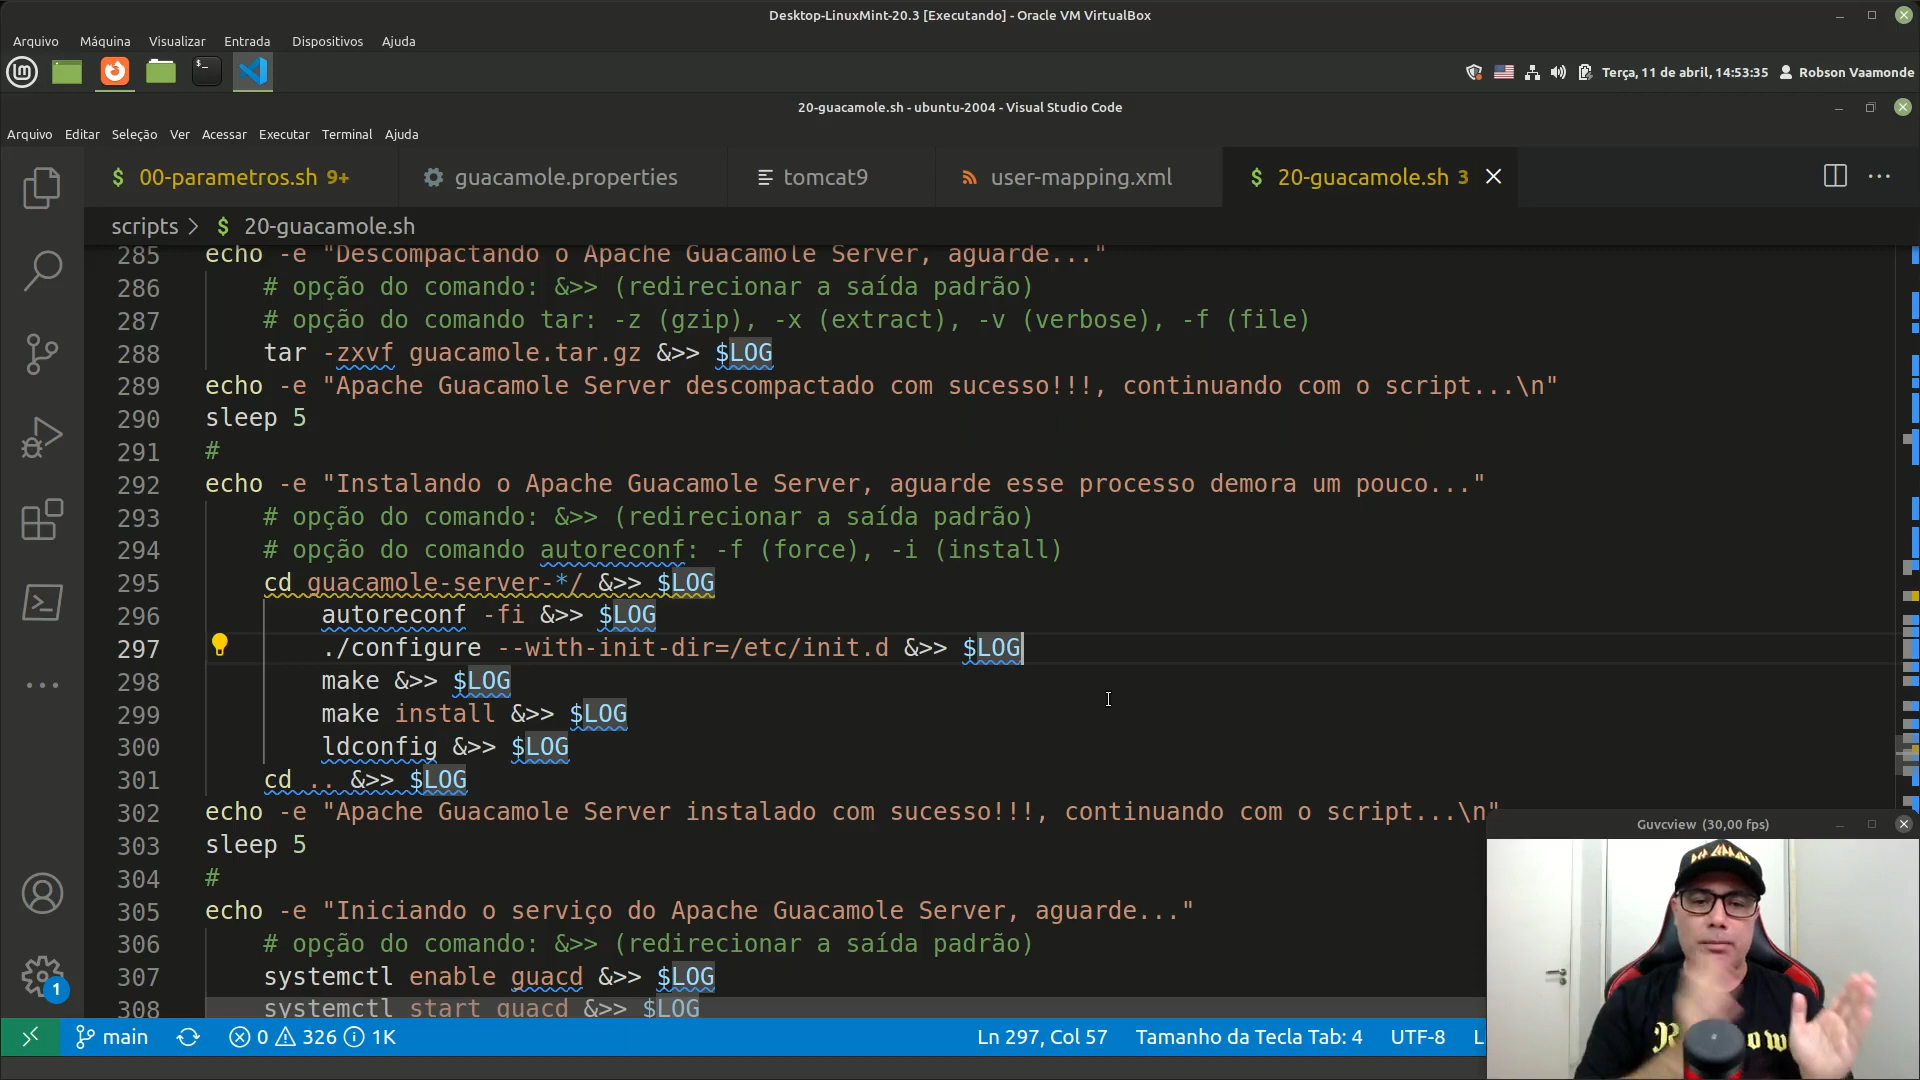 Desktop-LinuxMint-20.3 [Executando] - Oracle VM VirtualBox
Arquivo Máquina Visualizar Entrada Dispositivos Ajuda
Terça, 11 de abril, 14:53:35 Robson Vaamonde
20-guacamole.sh - ubuntu-2004 - Visual Studio Code
Arquivo Editar Seleção Ver Acessar Executar Terminal Ajuda
$ 00-parametros.sh 9+ guacamole.properties tomcat9 user-mapping.xml $ 20-guacamole.sh 3
scripts > $ 20-guacamole.sh
285 echo -e "Descompactando o Apache Guacamole Server, aguarde..."
286 # opção do comando: &>> (redirecionar a saída padrão)
287 # opção do comando tar: -z (gzip), -x (extract), -v (verbose), -f (file)
288 tar -zxvf guacamole.tar.gz &>> $LOG
289 echo -e "Apache Guacamole Server descompactado com sucesso!!!, continuando com o script...\n"
290 sleep 5
291 #
292 echo -e "Instalando o Apache Guacamole Server, aguarde esse processo demora um pouco..."
293 # opção do comando: &>> (redirecionar a saída padrão)
294 # opção do comando autoreconf: -f (force), -i (install)
295 cd guacamole-server-*/ &>> $LOG
296 autoreconf -fi &>> $LOG
297 ./configure --with-init-dir=/etc/init.d &>> $LOG
298 make &>> $LOG
299 make install &>> $LOG
300 ldconfig &>> $LOG
301 cd .. &>> $LOG
302 echo -e "Apache Guacamole Server instalado com sucesso!!!, continuando com o script...\n"
303 sleep 5
304 #
305 echo -e "Iniciando o serviço do Apache Guacamole Server, aguarde..."
306 # opção do comando: &>> (redirecionar a saída padrão)
307 systemctl enable guacd &>> $LOG
308 systemctl start guacd &>> $LOG
Guvcview (30,00 fps)
1
main 0 326 1K Ln 297, Col 57 Tamanho da Tecla Tab: 4 UTF-8 L